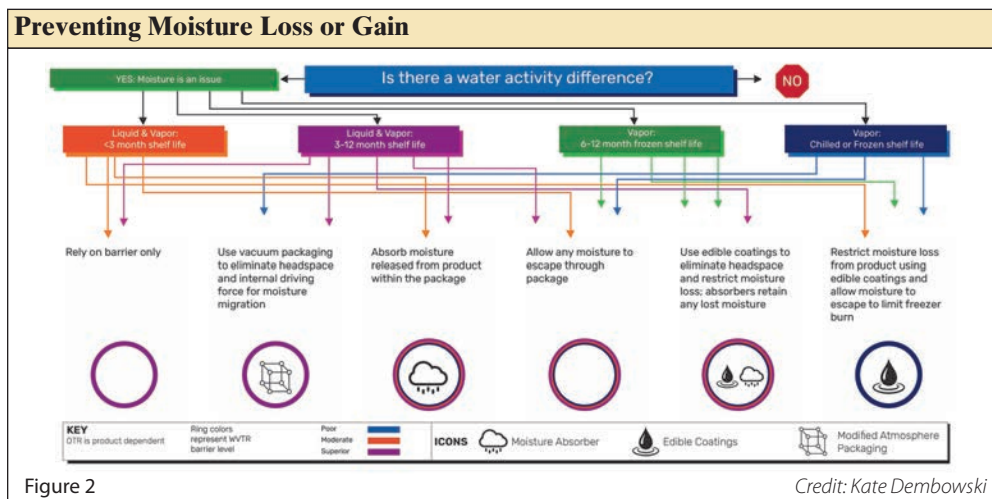 Preventing Moisture Loss or Gain
YES: Moisture is an issue
Is there a water activity difference?
NO
Liquid & Vapor:
<3 month shelf life
Liquid & Vapor:
3-12 month shelf life
Vapor:
6-12 month frozen shelf life
Vapor:
Chilled or Frozen shelf life
Rely on barrier only
Use vacuum packaging
to eliminate headspace
and internal driving
force for moisture
migration
Absorb moisture
released from product
within the package
Allow any moisture to
escape through
package
Use edible coatings to
eliminate headspace
and restrict moisture
loss; absorbers retain
any lost moisture
Restrict moisture loss
from product using
edible coatings and
allow moisture to
escape to limit freezer
burn
KEY
OTR is product dependent
Ring colors
represent WVTR
barrier level
Poor
Moderate
Superior
ICONS
Moisture Absorber
Edible Coatings
Modified Atmosphere
Packaging
Figure 2
Credit: Kate Dembowski